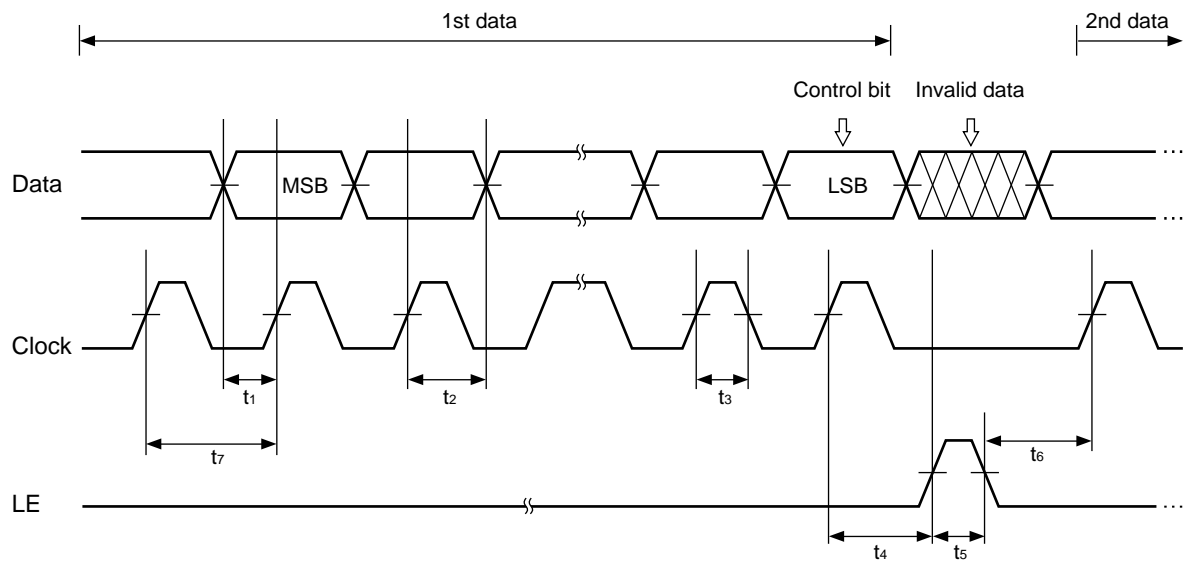 1st data
2nd data
Control bit
Invalid data
Data
MSB
LSB
...
...
Clock
t1
t2
t3
t7
t6
LE
...
t4
t5